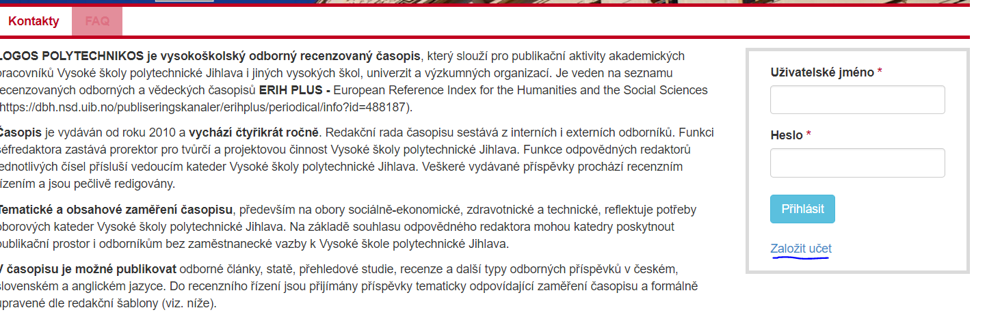 Kontakty FAQ
LOGOS POLYTECHNIKOS je vysokoškolský odborný recenzovaný časopis, který slouží pro publikační aktivity akademických
pracovníků Vysoké školy polytechnické Jihlava i jiných vysokých škol, univerzit a výzkumných organizací. Je veden na seznamu
recenzovaných odborných a vědeckých časopisů ERIH PLUS - European Reference Index for the Humanities and the Social Sciences
(https://dbh.nsd.uib.no/publiseringskanaler/erihplus/periodical/info?id=488187).
Časopis je vydáván od roku 2010 a vychází čtyřikrát ročně. Redakční rada časopisu sestává z interních i externích odborníků. Funkci
šéfredaktora zastává prorektor pro tvůrčí a projektovou činnost Vysoké školy polytechnické Jihlava. Funkce odpovědných redaktorů
jednotlivých čísel přísluší vedoucím kateder Vysoké školy polytechnické Jihlava. Veškeré vydávané příspěvky prochází recenzním
řízením a jsou pečlivě redigovány.
Tematické a obsahové zaměření časopisu, především na obory sociálně-ekonomické, zdravotnické a technické, reflektuje potřeby
oborových kateder Vysoké školy polytechnické Jihlava. Na základě souhlasu odpovědného redaktora mohou katedry poskytnout
publikační prostor i odborníkům bez zaměstnanecké vazby k Vysoké škole polytechnické Jihlava.
V časopisu je možné publikovat odborné články, statě, přehledové studie, recenze a další typy odborných příspěvků v českém,
slovenském a anglickém jazyce. Do recenzního řízení jsou přijímány příspěvky tematicky odpovídající zaměření časopisu a formálně
upravené dle redakční šablony (viz. níže).
Uživatelské jméno *
Heslo *
Přihlásit
Založit učet